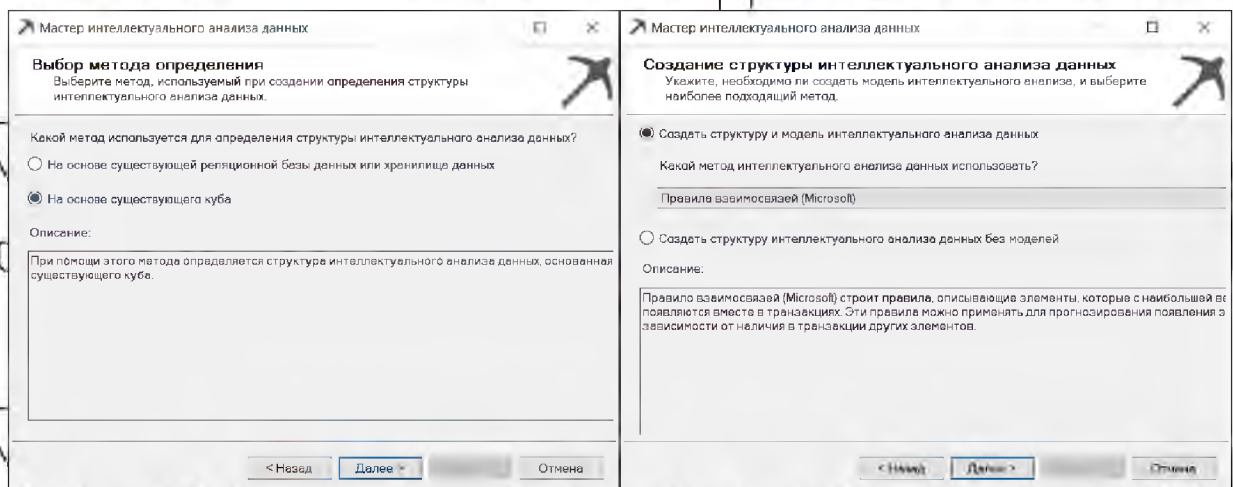 Мастер интеллектуального анализа данных
Выбор метода определения
Выберите метод, используемый при создании определения структуры
интеллектуального анализа данных.
Какой метод используется для определения структуры интеллектуального анализа данных?
На основе существующей реляционной базы данных или хранилища данных
На основе существующего куба
Описание:
При помощи этого метода определяется структура интеллектуального анализа данных, основанная
существующего куба.
< Назад
Далее >
Отмена
Мастер интеллектуального анализа данных
Создание структуры интеллектуального анализа данных
Укажите, необходимо ли создать модель интеллектуального анализа, и выберите
наиболее подходящий метод.
Создать структуру и модель интеллектуального анализа данных
Какой метод интеллектуального анализа данных использовать?
Правила взаимосвязей (Microsoft)
Создать структуру интеллектуального анализа данных без моделей
Описание:
Правило взаимосвязей (Microsoft) строит правила, описывающие элементы, которые с наибольшей ве
появляются вместе в транзакциях. Эти правила можно применять для прогнозирования появления э
зависимости от наличия в транзакции других элементов.
< Назад
Далее >
Отмена